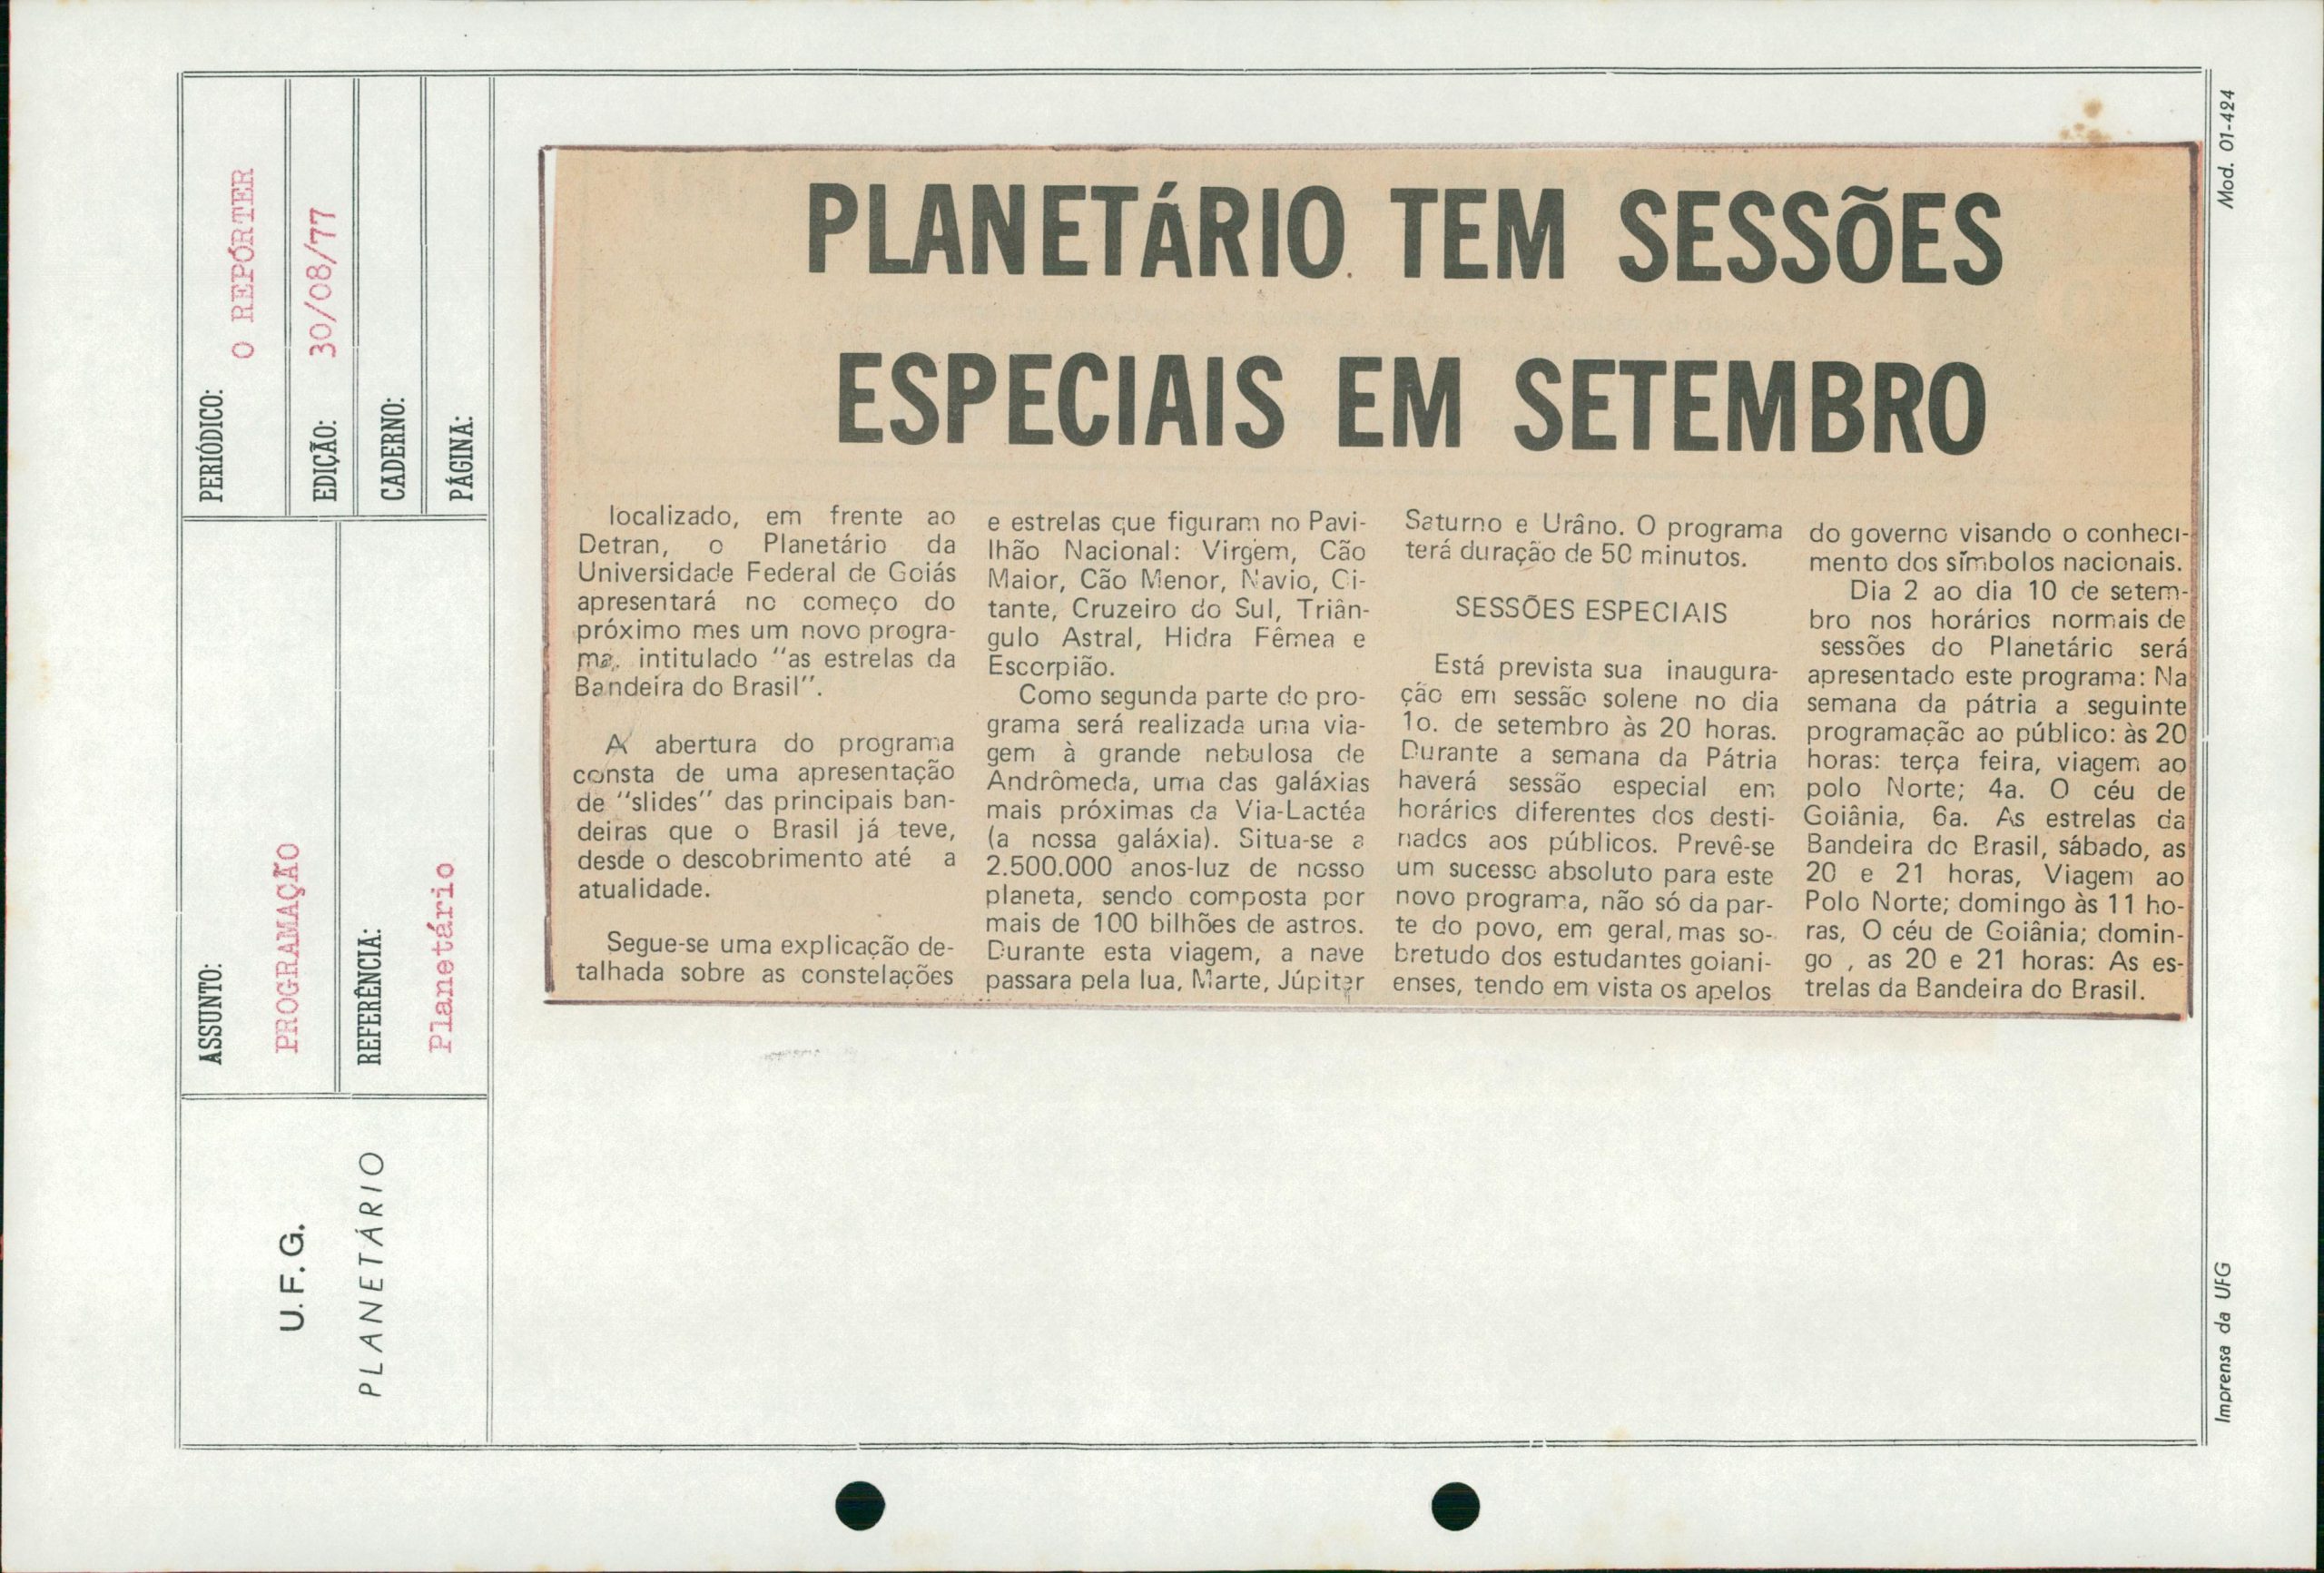 PERIÓDICO:
O REPÓRTER
EDIÇÃO:
30/08/77
CADERNO:
PÁGINA:
ASSUNTO:
PROGRAMAÇÃO
REFERÊNCIA:
Planetário
U.F.G.
PLANETÁRIO
PLANETÁRIO TEM SESSÕES
ESPECIAIS EM SETEMBRO
localizado, em frente ao
Detran, o Planetário da
Universidade Federal de Goiás
apresentará no começo do
próximo mes um novo progra-
ma, intitulado "as estrelas da
Bandeira do Brasil".
A abertura do programa
consta de uma apresentação
de "slides" das principais ban-
deiras que o Brasil já teve,
desde o descobrimento até a
atualidade.
Segue-se uma explicação de-
talhada sobre as constelações
e estrelas que figuram no Pavi-
lhão Nacional: Virgem, Cão
Maior, Cão Menor, Navio, Ci-
tante, Cruzeiro do Sul, Triân-
gulo Astral, Hidra Fêmea e
Escorpião.
Como segunda parte do pro-
grama será realizada uma via-
gem à grande nebulosa de
Andrômeda, uma das galáxias
mais próximas da Via-Lactéa
(a nossa galáxia). Situa-se a
2.500.000 anos-luz de nosso
planeta, sendo composta por
mais de 100 bilhões de astros.
Durante esta viagem, a nave
passara pela lua, Marte, Júpiter
Saturno e Urâno. O programa
terá duração de 50 minutos.
SESSÕES ESPECIAIS
Está prevista sua inaugura-
ção em sessão solene no dia
1o. de setembro às 20 horas.
Durante a semana da Pátria
haverá sessão especial em
horários diferentes dos desti-
nados aos públicos. Prevê-se
um sucesso absoluto para este
novo programa, não só da par-
te do povo, em geral, mas so-
bretudo dos estudantes goiani-
enses, tendo em vista os apelos
do governo visando o conheci-
mento dos símbolos nacionais.
Dia 2 ao dia 10 de setem-
bro nos horários normais de
sessões do Planetário será
apresentado este programa: Na
semana da pátria a seguinte
programação ao público: às 20
horas: terça feira, viagem ao
polo Norte; 4a. O céu de
Goiânia, 6a. As estrelas da
Bandeira do Brasil, sábado, as
20 e 21 horas, Viagem ao
Polo Norte; domingo às 11 ho-
ras, O céu de Goiânia; domin-
go , as 20 e 21 horas: As es-
trelas da Bandeira do Brasil.
Mod. 01-424
Imprensa da UFG